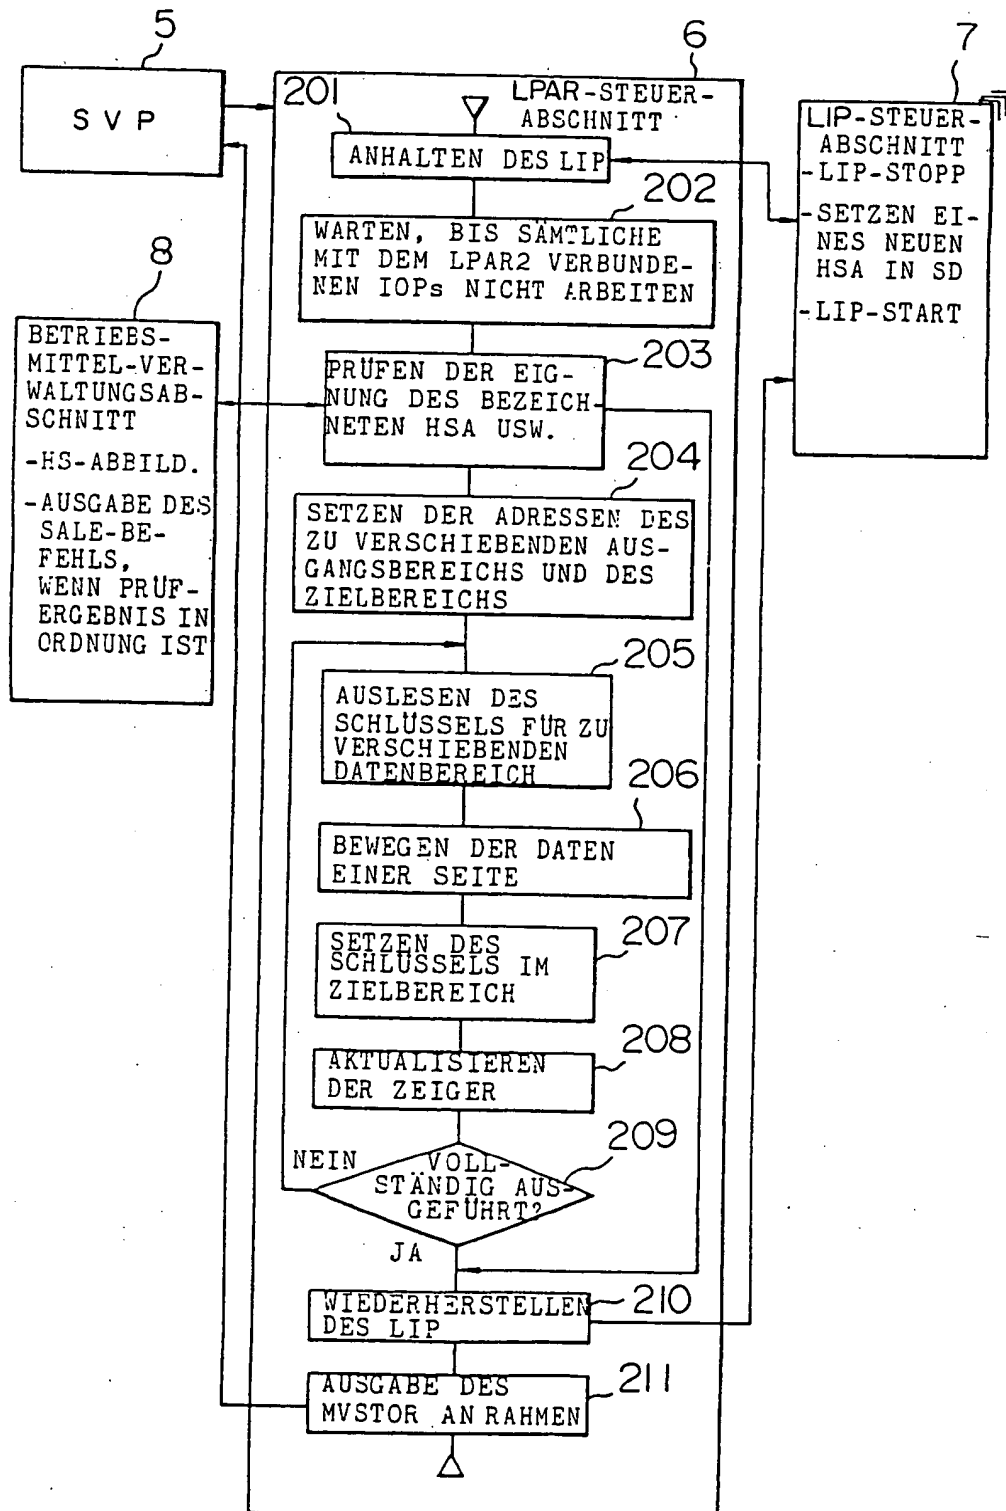 5
SVP
6
LPAR-STEUER-
ABSCHNITT
7
LIP-STEUER-
ABSCHNITT
-LIP-STOPP
-SETZEN EI-
NES NEUEN
HSA IN SD
-LIP-START
8
BETRIEBS-
MITTEL-VER-
WALTUNGSAB-
SCHNITT
-HS-ABBILD.
-AUSGABE DES
SALE-BE-
FEHLS,
WENN PRÜF-
ERGEBNIS IN
ORDNUNG IST
201
ANHALTEN DES LIP
202
WARTEN, BIS SÄMTLICHE
MIT DEM LPAR2 VERBUNDE-
NEN IOPs NICHT ARBEITEN
203
PRÜFEN DER EIG-
NUNG DES BEZEICH-
NETEN HSA USW.
204
SETZEN DER ADRESSEN DES
ZU VERSCHIEBENDEN AUS-
GANGSBEREICHS UND DES
ZIELBEREICHS
205
AUSLESEN DES
SCHLÜSSELS FÜR ZU
VERSCHIEBENDEN
DATENBEREICH
206
BEWEGEN DER DATEN
EINER SEITE
207
SETZEN DES
SCHLÜSSELS IM
ZIELBEREICH
208
AKTUALISIEREN
DER ZEIGER
209
VOLL-
STÄNDIG AUS-
GEFÜHRT?
NEIN
JA
210
WIEDERHERSTELLEN
DES LIP
211
AUSGABE DES
MVSTOR AN RAHMEN